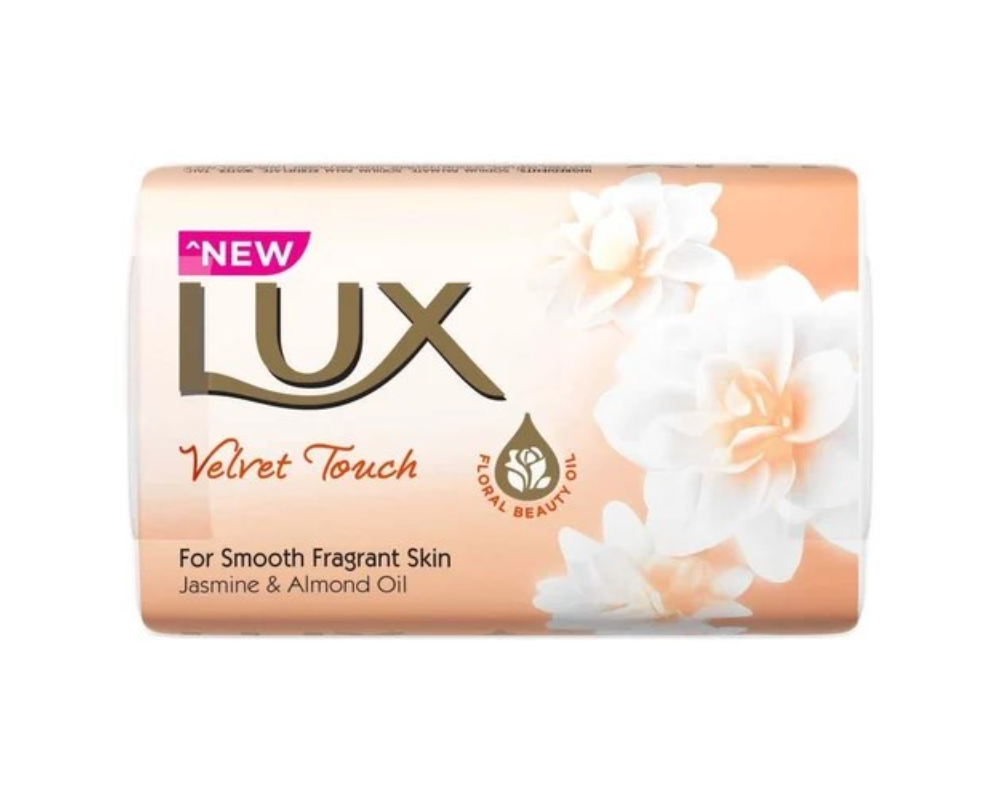 ^NEW
LUX
Velvet Touch
FLORAL BEAUTY OIL
For Smooth Fragrant Skin
Jasmine & Almond Oil